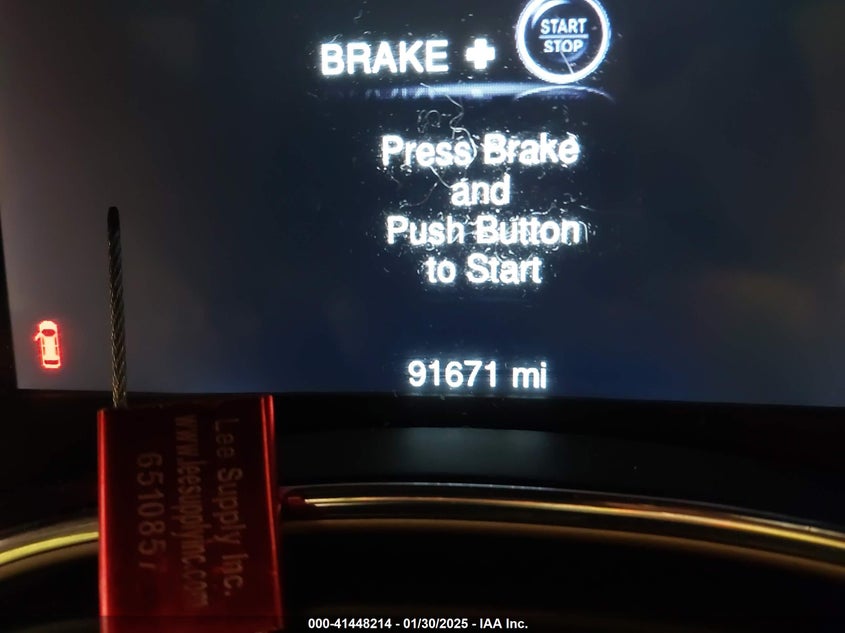 START
STOP
BRAKE +
Press Brake
and
Push Button
to Start
91671 mi
Lee Supply Inc.
www.leesupplyinc.com
6510857
000-41448214 - 01/30/2025 - IAA Inc.